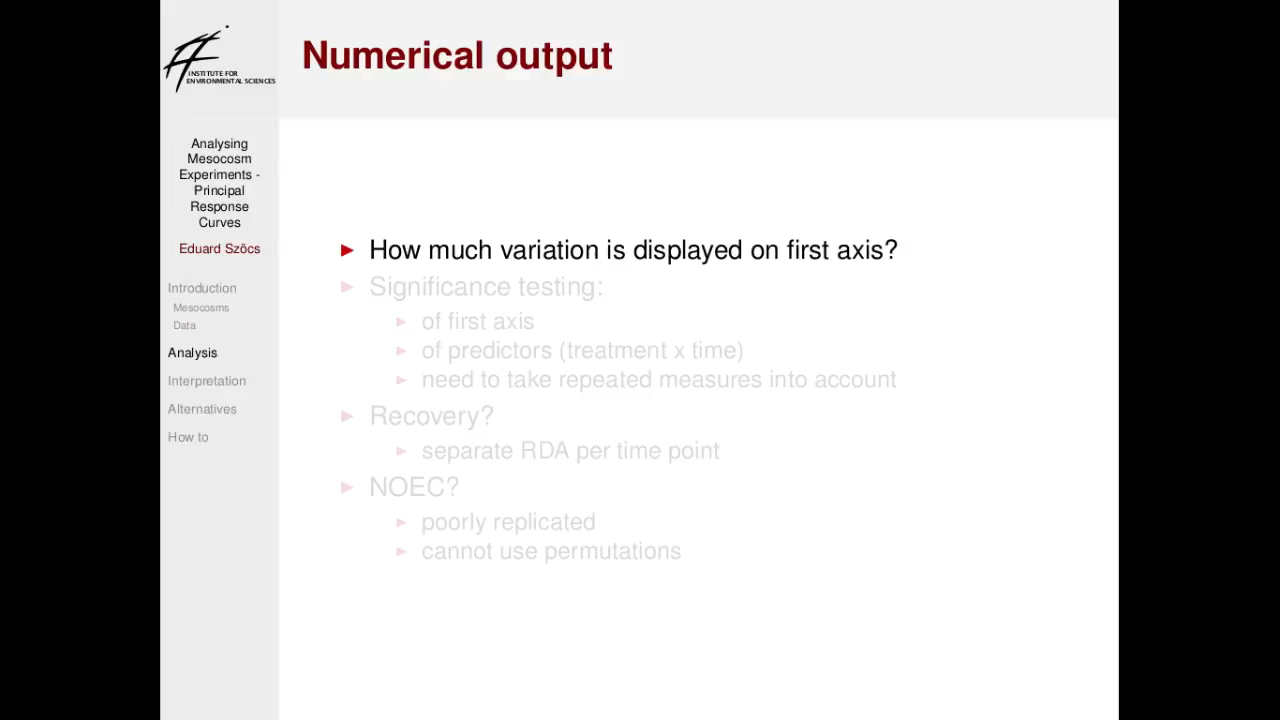 Numerical output
INSTITUTE FOR
ENVIRONMENTAL SCIENCES
Analysing
Mesocosm
Experiments -
Principal
Response
Curves
Eduard Szöcs
Introduction
Mesocosms
Data
Analysis
Interpretation
Alternatives
How to
How much variation is displayed on first axis?
Significance testing:
of first axis
of predictors (treatment x time)
need to take repeated measures into account
Recovery?
separate RDA per time point
NOEC?
poorly replicated
cannot use permutations